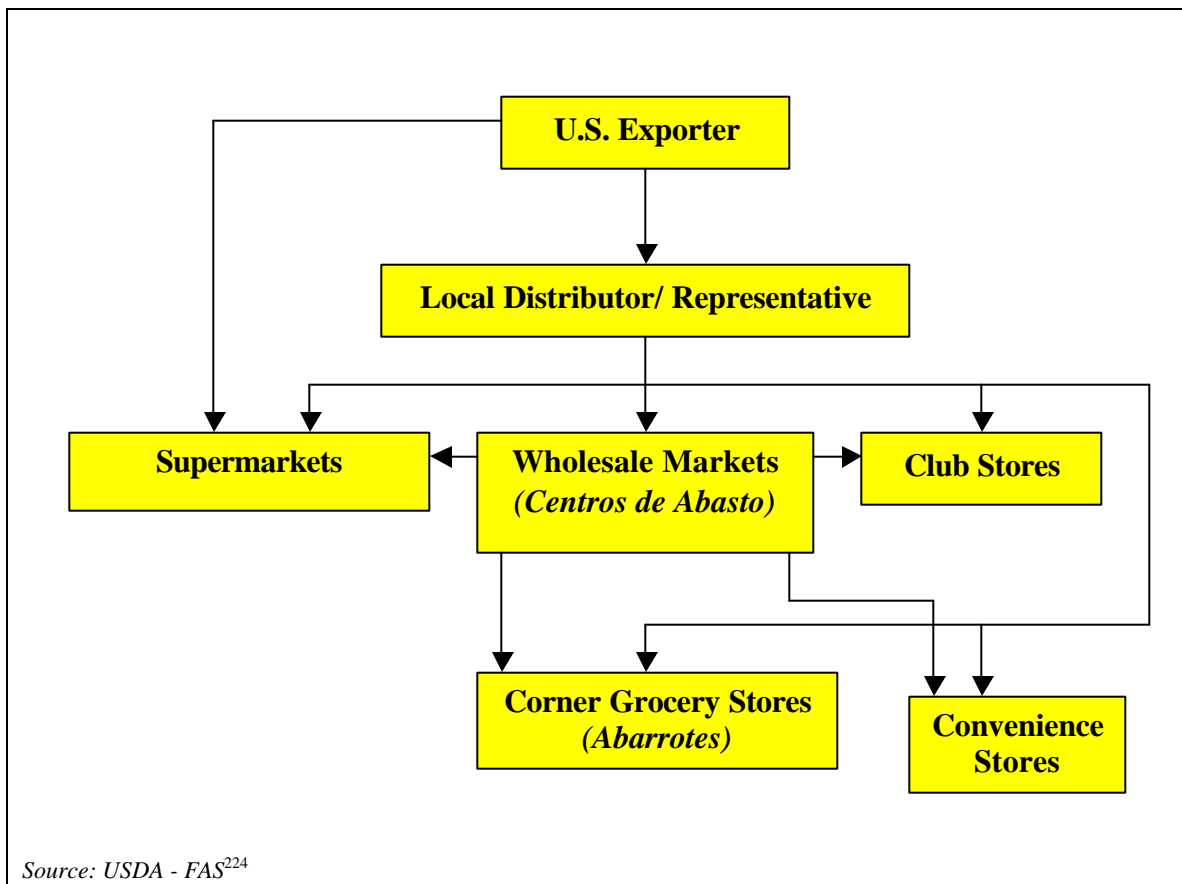 U.S. Exporter
Local Distributor/ Representative
Supermarkets
Wholesale Markets
(Centros de Abasto)
Club Stores
Corner Grocery Stores
(Abarrotes)
Convenience
Stores
Source: USDA - FAS224